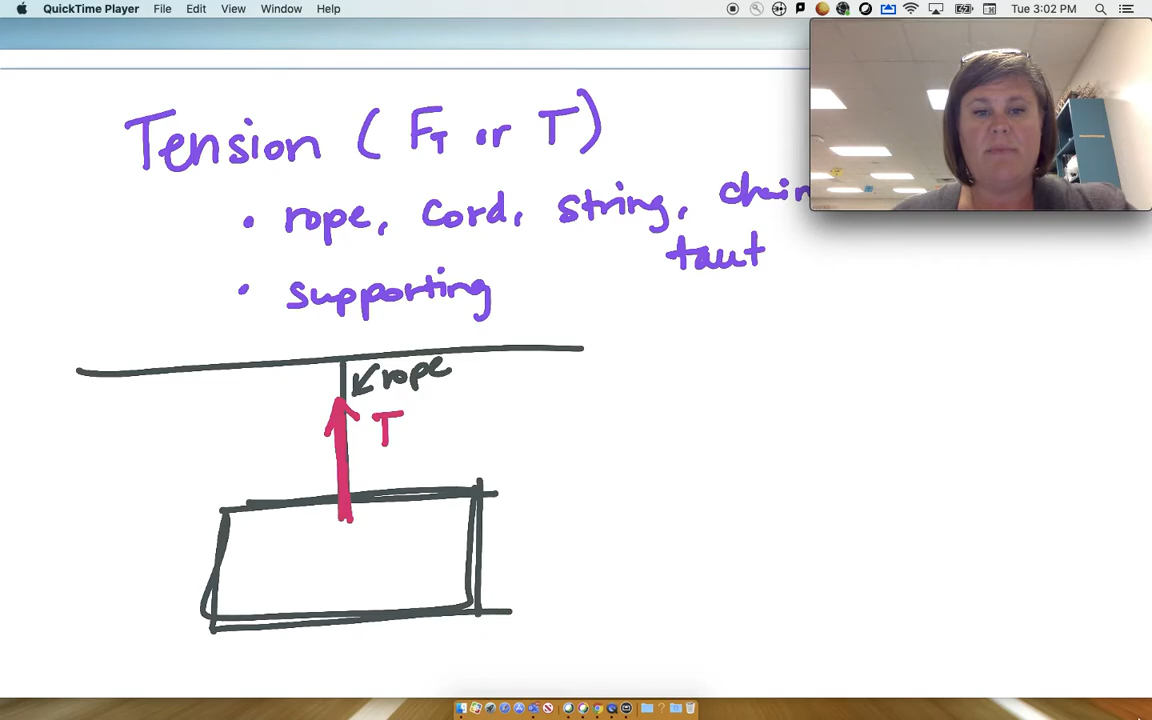 QuickTime Player File Edit View Window Help Tue 3:02 PM
Tension (FT or T)
• rope, cord, string, chain
taut
• supporting
rope
T